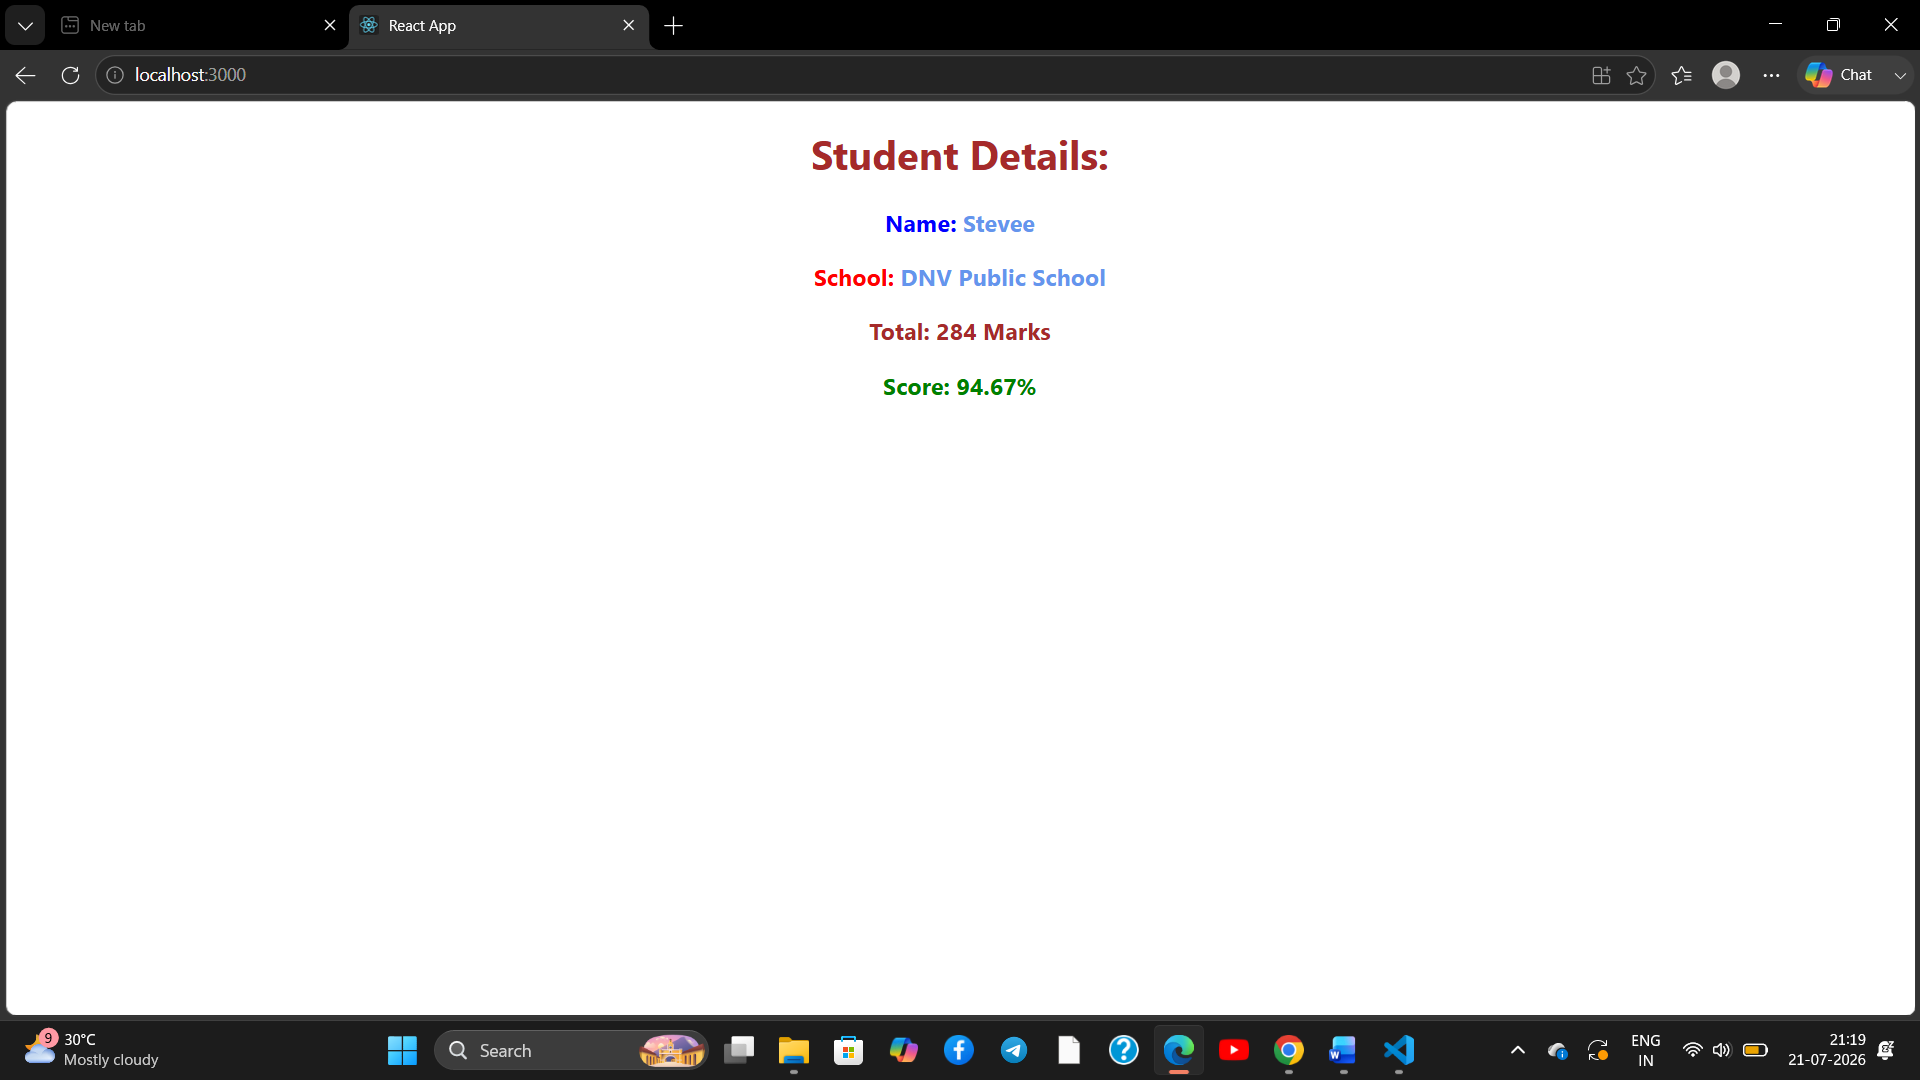 New tab
React App
localhost:3000
Chat
Student Details:
Name: Stevee
School: DNV Public School
Total: 284 Marks
Score: 94.67%
9
30°C
Mostly cloudy
Search
W
ENG
IN
21:19
21-07-2026